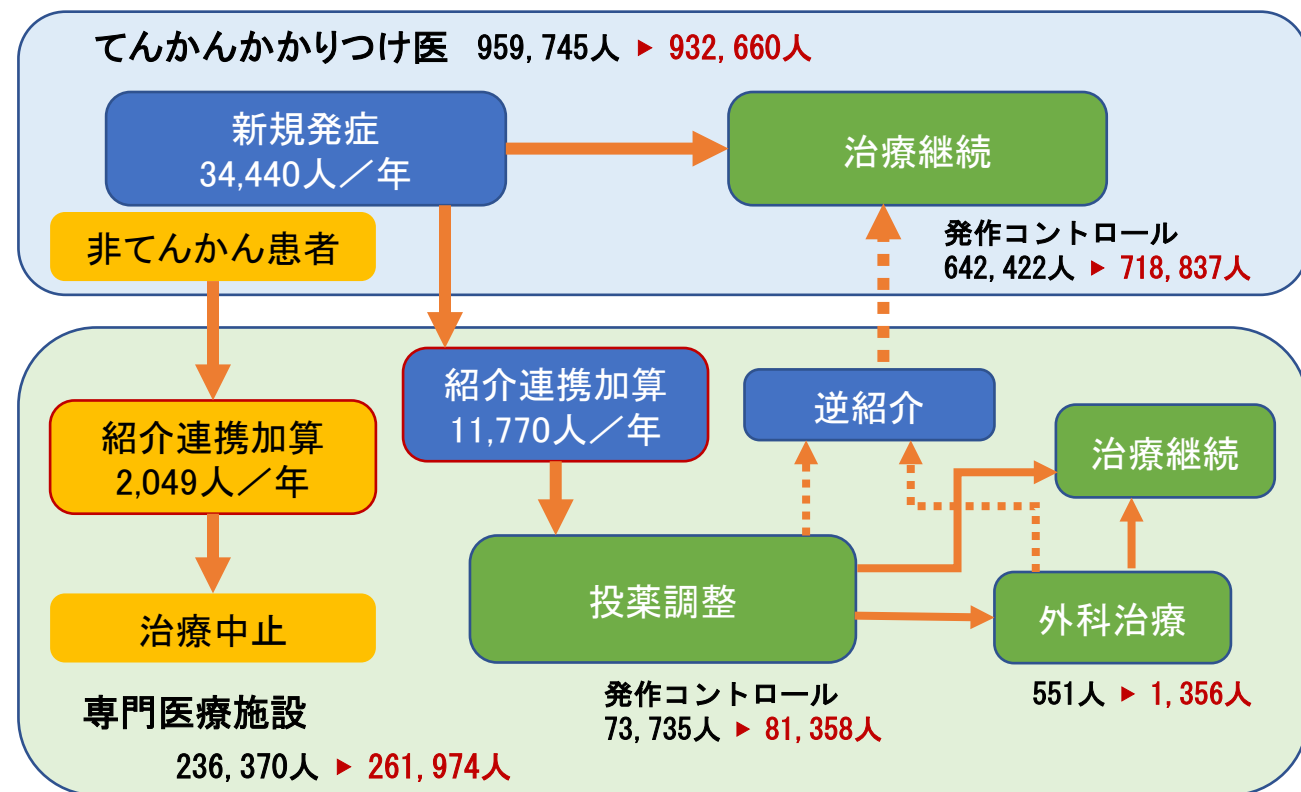 てんかんかかりつけ医 959,745人 ▶ 932,660人
新規発症
34,440人／年
治療継続
非てんかん患者
発作コントロール
642,422人 ▶ 718,837人
紹介連携加算
11,770人／年
逆紹介
紹介連携加算
2,049人／年
治療継続
投薬調整
外科治療
治療中止
発作コントロール
73,735人 ▶ 81,358人
551人 ▶ 1,356人
専門医療施設
236,370人 ▶ 261,974人